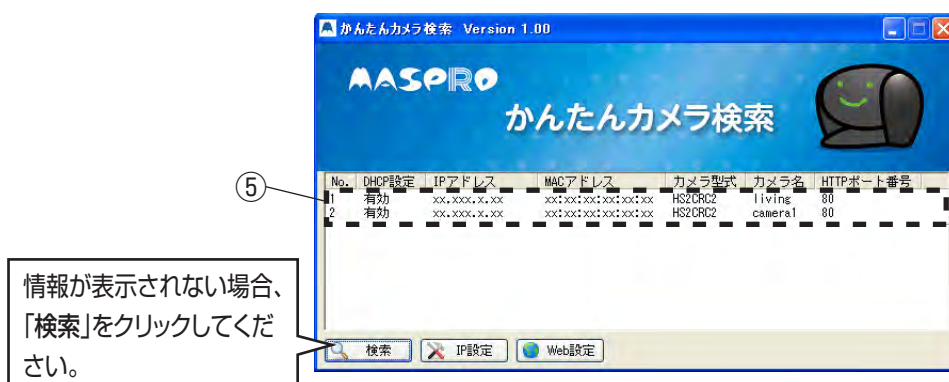 かんたんカメラ検索 Version 1.00
MASPRO
かんたんカメラ検索
No. DHCP設定 IPアドレス MACアドレス カメラ型式 カメラ名 HTTPポート番号
⑤
1 有効 xx.xxx.x.xx xx:xx:xx:xx:xx:xx HS2CRC2 living 80
2 有効 xx.xxx.x.xx xx:xx:xx:xx:xx:xx HS2CRC2 camera1 80
情報が表示されない場合、
「検索」をクリックしてくだ
さい。
検索 IP設定 Web設定